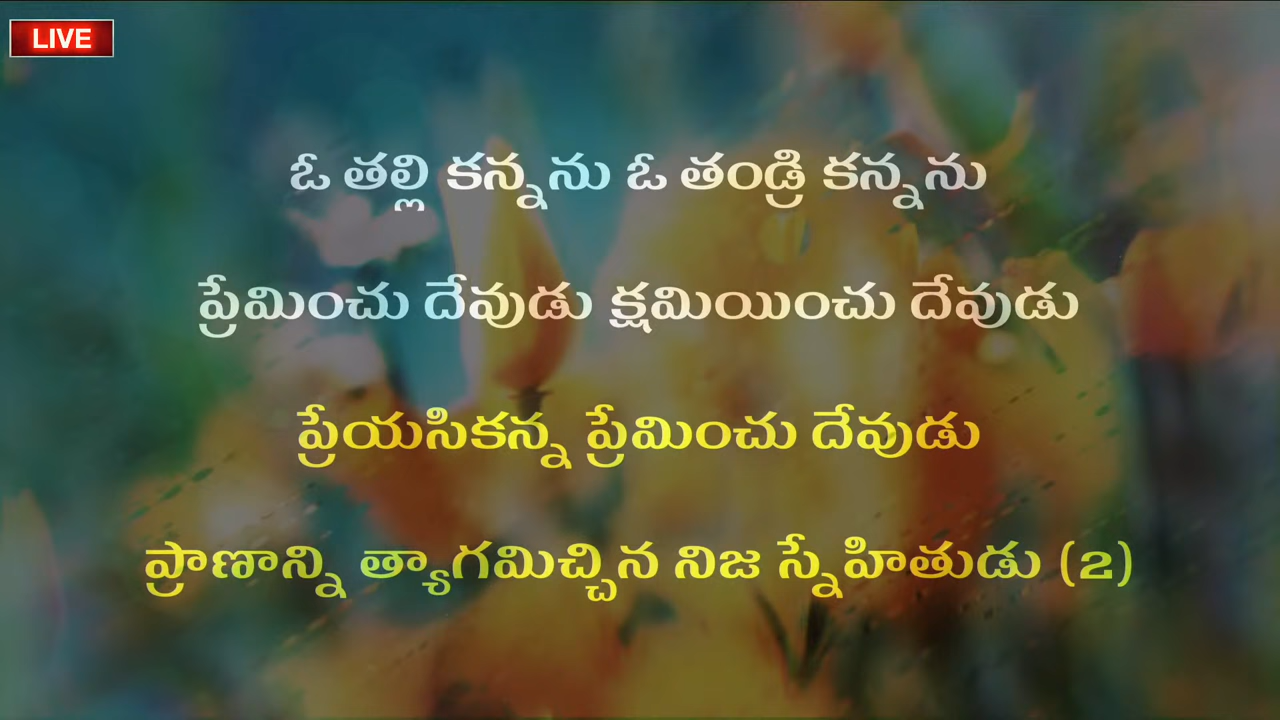 LIVE
ఓ తల్లి కన్నను ఓ తండ్రి కన్నను
ప్రేమించు దేవుడు క్షమియించు దేవుడు
ప్రేయసికన్న ప్రేమించు దేవుడు
ప్రాణాన్ని త్యాగమిచ్చిన నిజ స్నేహితుడు (2)